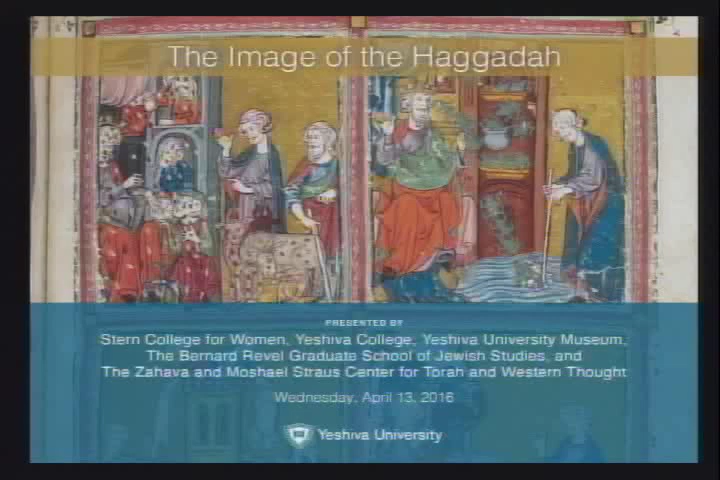 The Image of the Haggadah
PRESENTED BY
Stern College for Women, Yeshiva College, Yeshiva University Museum,
The Bernard Revel Graduate School of Jewish Studies, and
The Zahava and Moshael Straus Center for Torah and Western Thought
Wednesday, April 13, 2016
Yeshiva University